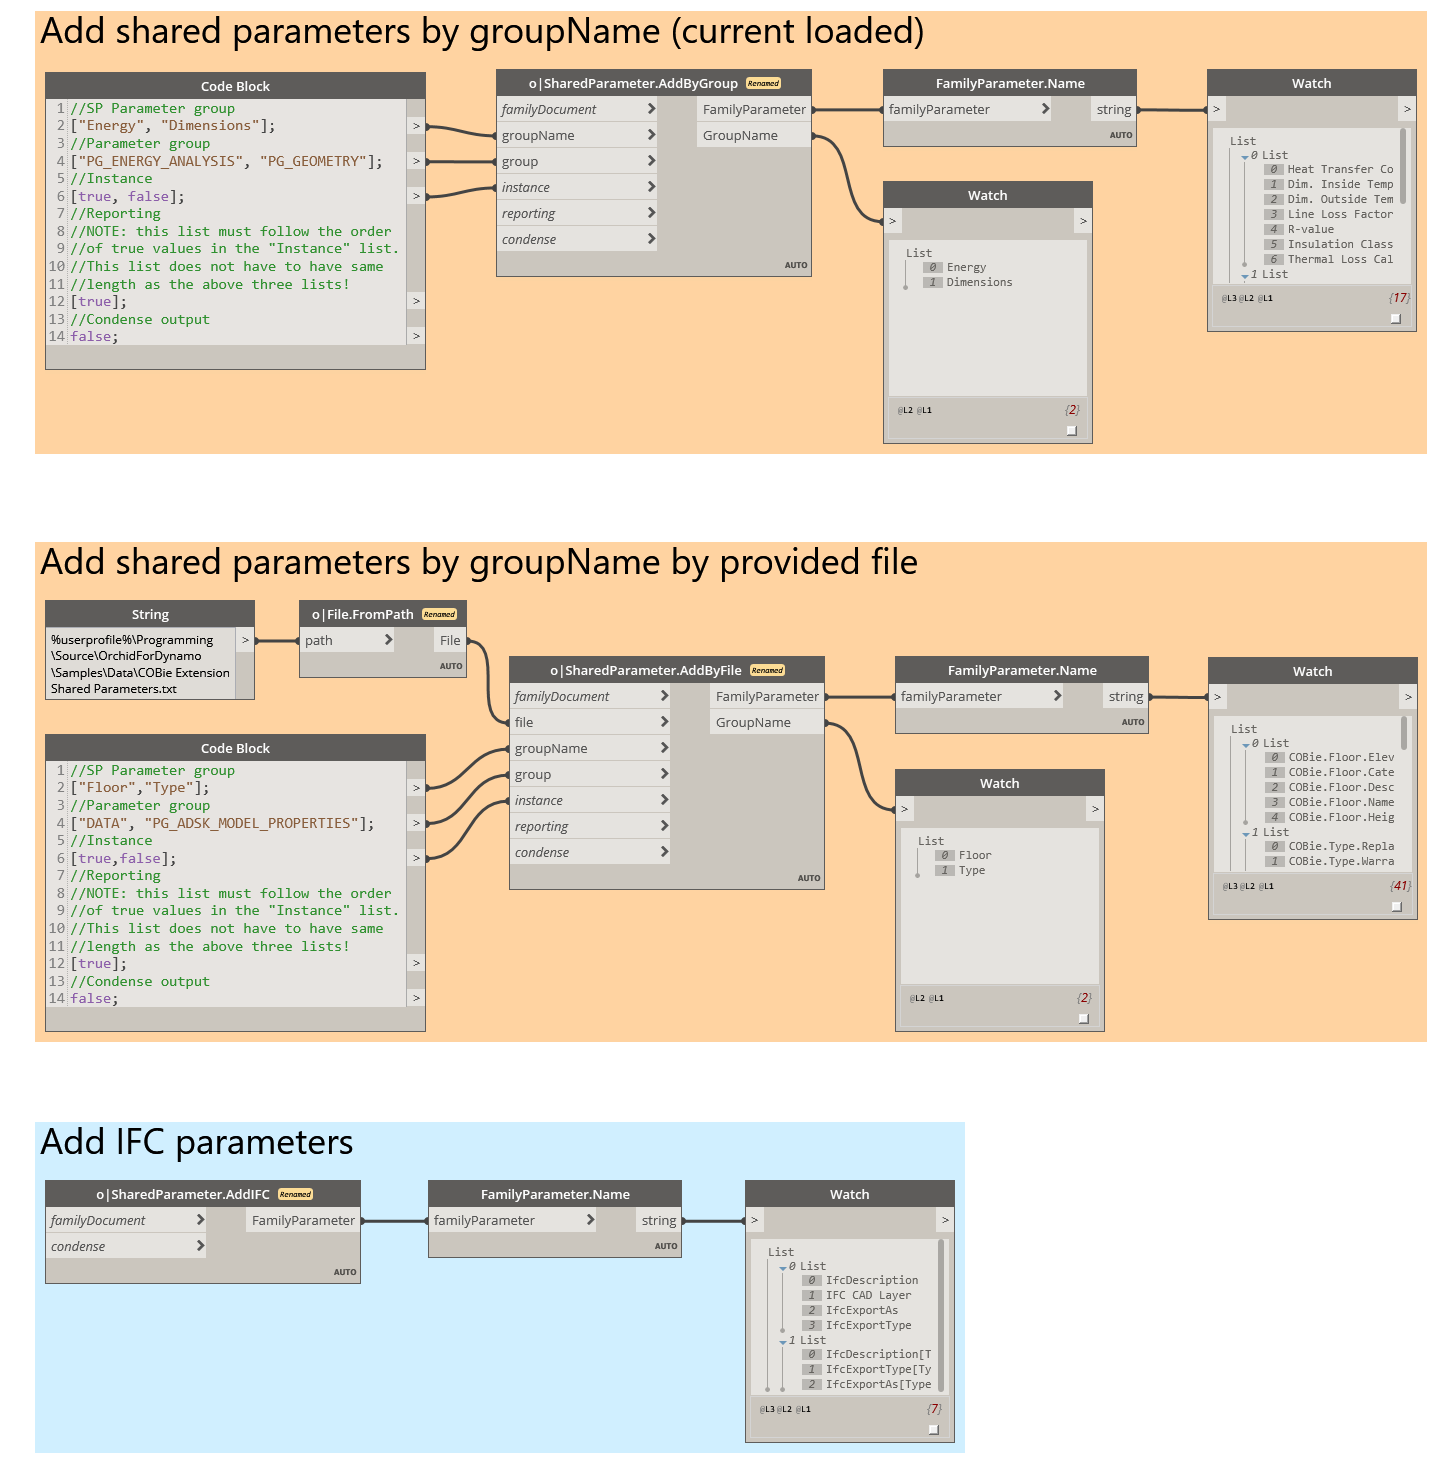 Add shared parameters by groupName (current loaded)
Code Block
1 //SP Parameter group
2 ["Energy", "Dimensions"];
3 //Parameter group
4 ["PG_ENERGY_ANALYSIS", "PG_GEOMETRY"];
5 //Instance
6 [true, false];
7 //Reporting
8 //NOTE: this list must follow the order
9 //of true values in the "Instance" list.
10 //This list does not have to have same
11 //length as the above three lists!
12 [true];
13 //Condense output
14 false;
>
>
>
>
>
o|SharedParameter.AddByGroup Renamed
familyDocument
groupName
group
instance
reporting
condense
FamilyParameter
GroupName
AUTO
FamilyParameter.Name
familyParameter
string
AUTO
Watch
> >
List
0 Energy
1 Dimensions
@L2 @L1 {2}
Watch
> >
List
0 List
0 Heat Transfer Co
1 Dim. Inside Temp
2 Dim. Outside Tem
3 Line Loss Factor
4 R-value
5 Insulation Class
6 Thermal Loss Cal
1 List
@L3 @L2 @L1 {17}
Add shared parameters by groupName by provided file
String
%userprofile%\Programming
\Source\OrchidForDynamo
\Samples\Data\COBie Extension
Shared Parameters.txt
>
o|File.FromPath Renamed
path
File
AUTO
Code Block
1 //SP Parameter group
2 ["Floor","Type"];
3 //Parameter group
4 ["DATA", "PG_ADSK_MODEL_PROPERTIES"];
5 //Instance
6 [true,false];
7 //Reporting
8 //NOTE: this list must follow the order
9 //of true values in the "Instance" list.
10 //This list does not have to have same
11 //length as the above three lists!
12 [true];
13 //Condense output
14 false;
>
>
>
>
>
o|SharedParameter.AddByFile Renamed
familyDocument
file
groupName
group
instance
reporting
condense
FamilyParameter
GroupName
AUTO
FamilyParameter.Name
familyParameter
string
AUTO
Watch
> >
List
0 Floor
1 Type
@L2 @L1 {2}
Watch
> >
List
0 List
0 COBie.Floor.Elev
1 COBie.Floor.Cate
2 COBie.Floor.Desc
3 COBie.Floor.Name
4 COBie.Floor.Heig
1 List
0 COBie.Type.Repla
1 COBie.Type.Warra
@L3 @L2 @L1 {41}
Add IFC parameters
o|SharedParameter.AddIFC Renamed
familyDocument
condense
FamilyParameter
AUTO
FamilyParameter.Name
familyParameter
string
AUTO
Watch
> >
List
0 List
0 IfcDescription
1 IFC CAD Layer
2 IfcExportAs
3 IfcExportType
1 List
0 IfcDescription[T
1 IfcExportType[Ty
2 IfcExportAs[Type
@L3 @L2 @L1 {7}